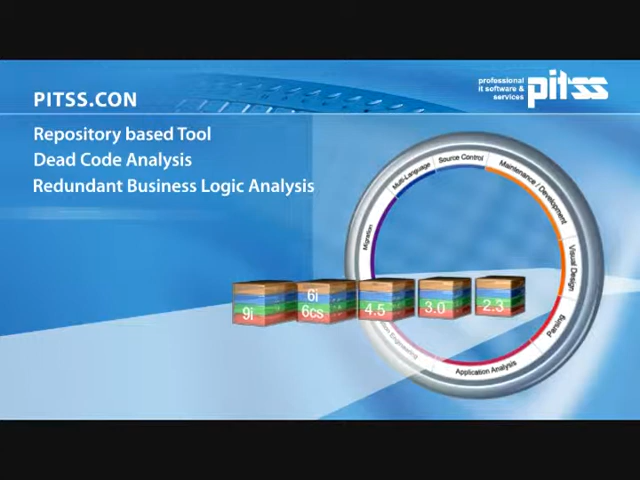 PITSS.CON
professional
it software &
services
pitss
Repository based Tool
Dead Code Analysis
Redundant Business Logic Analysis
Migration
Multi-Language
Source Control
Maintenance / Development
Visual Design
Parsing
Application Analysis
Engineering
9i
6i
6cs
4.5
3.0
2.3